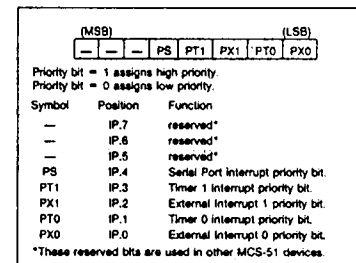 (MSB) (LSB)
— — — PS PT1 PX1 PT0 PX0
Priority bit = 1 assigns high priority.
Priority bit = 0 assigns low priority.
Symbol Position Function
— IP.7 reserved*
— IP.6 reserved*
— IP.5 reserved*
PS IP.4 Serial Port interrupt priority bit.
PT1 IP.3 Timer 1 interrupt priority bit.
PX1 IP.2 External Interrupt 1 priority bit.
PT0 IP.1 Timer 0 interrupt priority bit.
PX0 IP.0 External Interrupt 0 priority bit.
*These reserved bits are used in other MCS-51 devices.